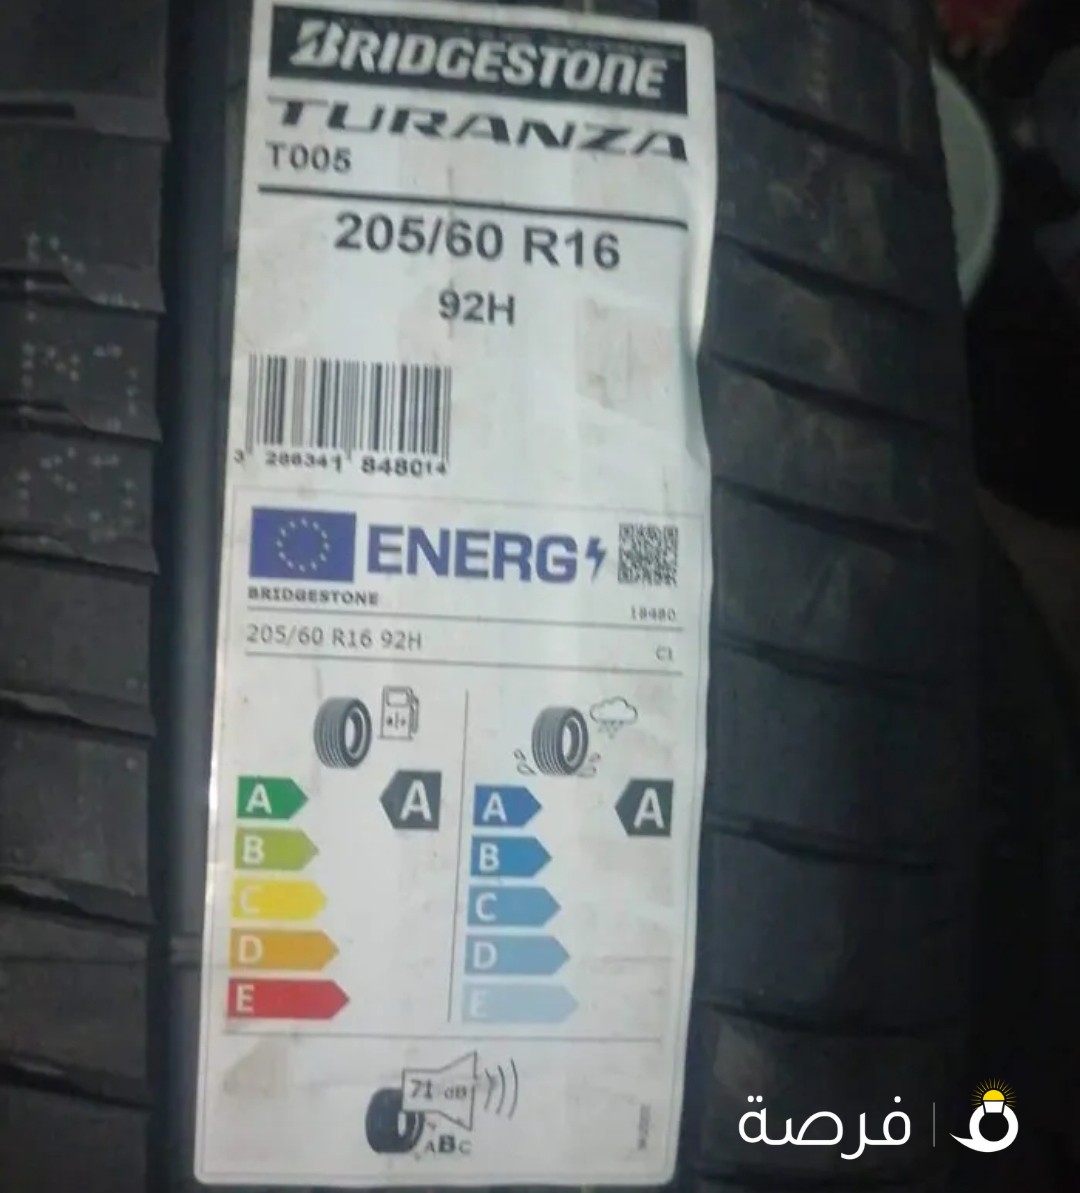 BRIDGESTONE
TURANZA
T005
205/60 R16
92H
3 286341 848014
ENERG
BRIDGESTONE
18480
205/60 R16 92H
C1
A
A
B
C
D
E
A
A
B
C
D
E
71 dB
ABC
فرصة